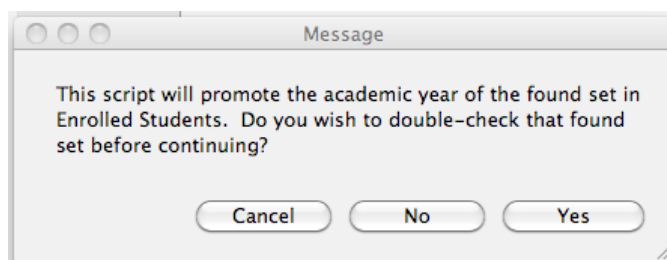 Message
This script will promote the academic year of the found set in
Enrolled Students.  Do you wish to double-check that found
set before continuing?
Cancel No Yes